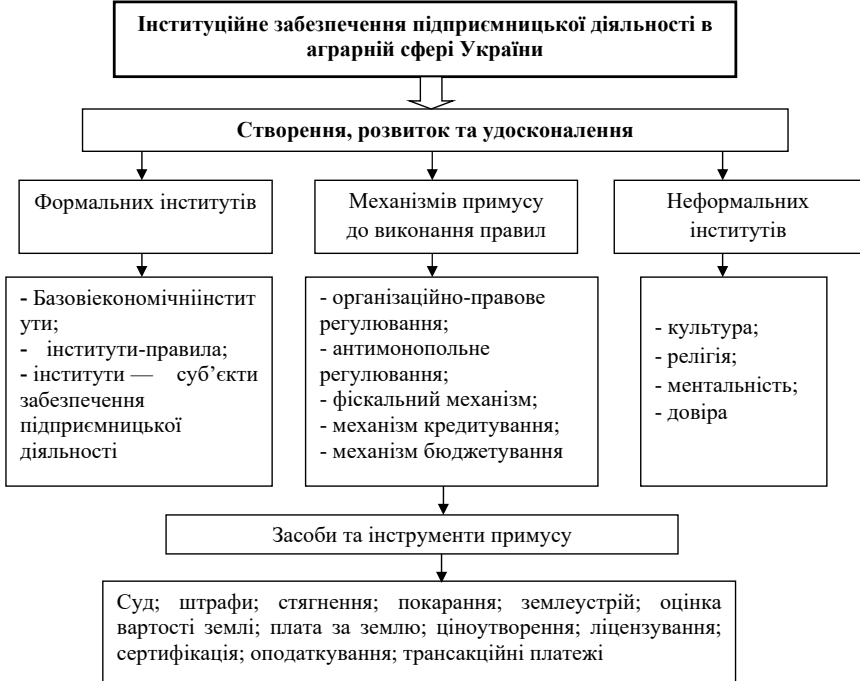 Інституційне забезпечення підприємницької діяльності в
аграрній сфері України
Створення, розвиток та удосконалення
Формальних інститутів
Механізмів примусу
до виконання правил
Неформальних
інститутів
- Базовіекономічніінстит
ути;
- інститути-правила;
- інститути — суб’єкти
забезпечення
підприємницької
діяльності
- організаційно-правове
регулювання;
- антимонопольне
регулювання;
- фіскальний механізм;
- механізм кредитування;
- механізм бюджетування
- культура;
- релігія;
- ментальність;
- довіра
Засоби та інструменти примусу
Суд; штрафи; стягнення; покарання; землеустрій; оцінка
вартості землі; плата за землю; ціноутворення; ліцензування;
сертифікація; оподаткування; трансакційні платежі